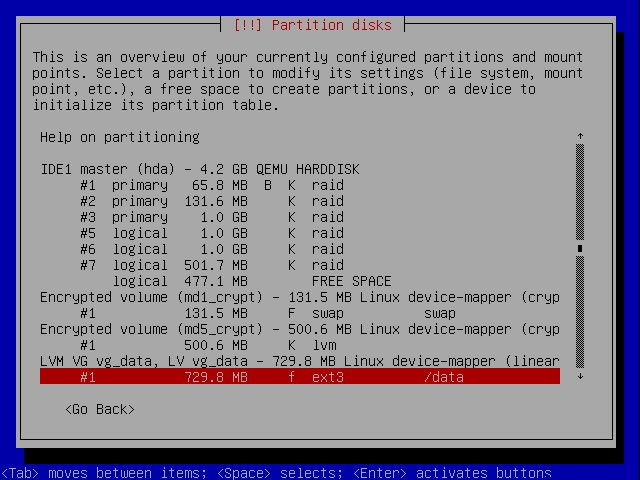 [!!] Partition disks
This is an overview of your currently configured partitions and mount
points. Select a partition to modify its settings (file system, mount
point, etc.), a free space to create partitions, or a device to
initialize its partition table.
Help on partitioning
IDE1 master (hda) - 4.2 GB QEMU HARDDISK
#1 primary 65.8 MB B K raid
#2 primary 131.6 MB K raid
#3 primary 1.0 GB K raid
#5 logical 1.0 GB K raid
#6 logical 1.0 GB K raid
#7 logical 501.7 MB K raid
logical 477.1 MB FREE SPACE
Encrypted volume (md1_crypt) - 131.5 MB Linux device-mapper (cryp
#1 131.5 MB F swap swap
Encrypted volume (md5_crypt) - 500.6 MB Linux device-mapper (cryp
#1 500.6 MB K lvm
LVM VG vg_data, LV vg_data - 729.8 MB Linux device-mapper (linear
#1 729.8 MB f ext3 /data
<Go Back>
<Tab> moves between items; <Space> selects; <Enter> activates buttons